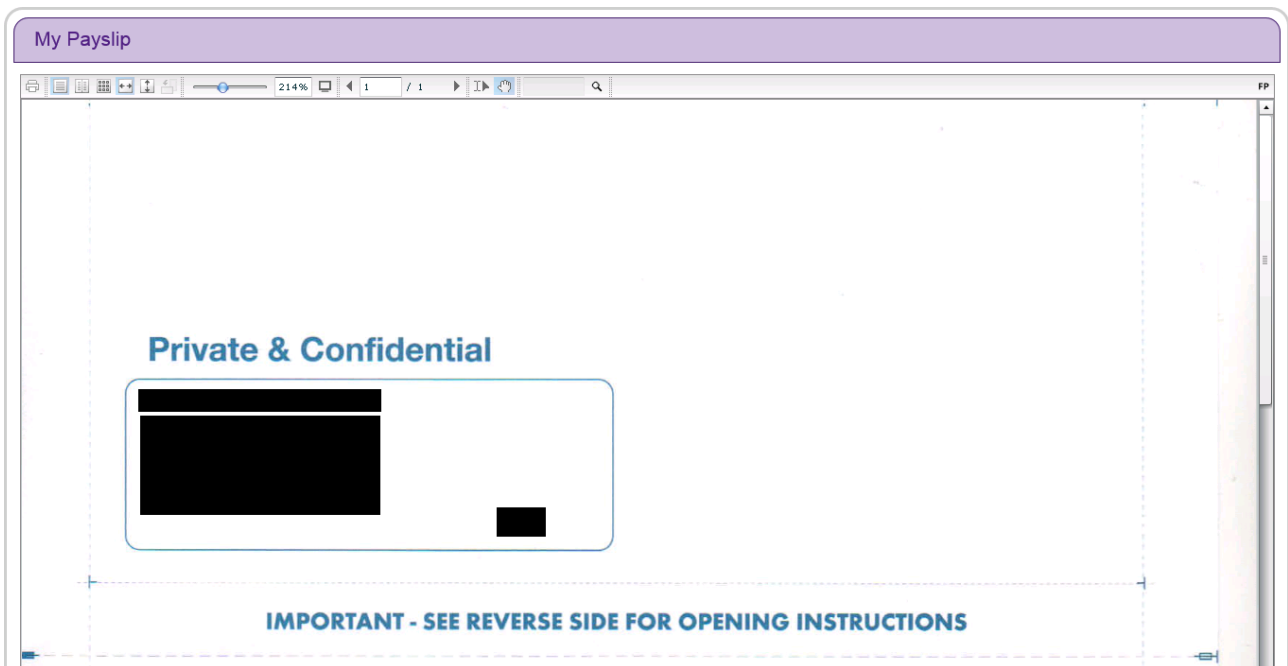 My Payslip
214% 1 / 1 FP
Private & Confidential
IMPORTANT - SEE REVERSE SIDE FOR OPENING INSTRUCTIONS